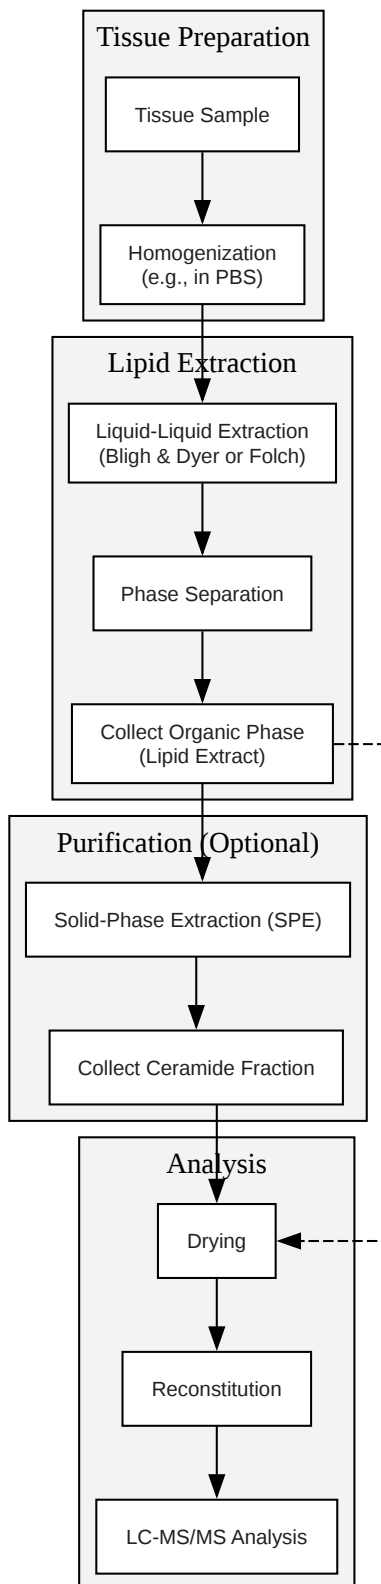 Tissue Preparation
Tissue Sample
Homogenization
(e.g., in PBS)
Lipid Extraction
Liquid-Liquid Extraction
(Bligh & Dyer or Folch)
Phase Separation
Collect Organic Phase
(Lipid Extract)
Purification (Optional)
Solid-Phase Extraction (SPE)
Collect Ceramide Fraction
Analysis
Drying
Reconstitution
LC-MS/MS Analysis